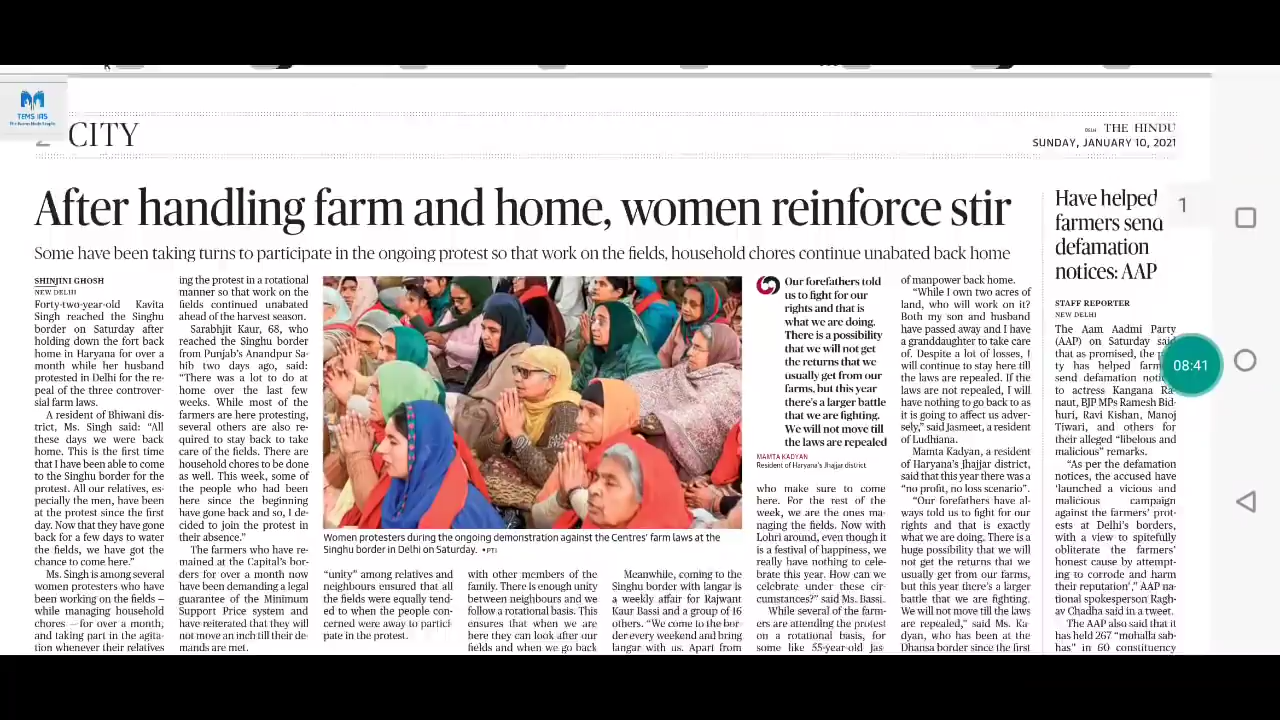 TEMS IAS
CITY
DELHI THE HINDU
SUNDAY, JANUARY 10, 2021
After handling farm and home, women reinforce stir
Some have been taking turns to participate in the ongoing protest so that work on the fields, household chores continue unabated back home
SHINJINI GHOSH
NEW DELHI
Forty-two-year-old Kavita
Singh reached the Singhu
border on Saturday after
holding down the fort back
home in Haryana for over a
month while her husband
protested in Delhi for the re-
peal of the three controver-
sial farm laws.
A resident of Bhiwani dis-
trict, Ms. Singh said: “All
these days we were back
home. This is the first time
that I have been able to come
to the Singhu border for the
protest. All our relatives, es-
pecially the men, have been
at the protest since the first
day. Now that they have gone
back for a few days to water
the fields, we have got the
chance to come here.”
Ms. Singh is among several
women protesters who have
been working on the fields –
while managing household
chores – for over a month,
and taking part in the agita-
tion whenever their relatives
ing the protest in a rotational
manner so that work on the
fields continued unabated
ahead of the harvest season.
Sarabhjit Kaur, 68, who
reached the Singhu border
from Punjab's Anandpur Sa-
hib two days ago, said:
“There was a lot to do at
home over the last few
weeks. While most of the
farmers are here protesting,
several others are also re-
quired to stay back to take
care of the fields. There are
household chores to be done
as well. This week, some of
the people who had been
here since the beginning
have gone back and so, I de-
cided to join the protest in
their absence.”
The farmers who have re-
mained at the Capital's bor-
ders for over a month now
have been demanding a legal
guarantee of the Minimum
Support Price system and
have reiterated that they will
not move an inch till their de-
mands are met.
Women protesters during the ongoing demonstration against the Centres' farm laws at the
Singhu border in Delhi on Saturday. •PTI
“unity” among relatives and
neighbours ensured that all
the fields were equally tend-
ed to when the people con-
cerned were away to partici-
pate in the protest.
with other members of the
family. There is enough unity
between neighbours and we
follow a rotational basis. This
ensures that when we are
here they can look after our
fields and when we go back
Meanwhile, coming to the
Singhu border with langar is
a weekly affair for Rajwant
Kaur Bassi and a group of 16
others. “We come to the bor-
der every weekend and bring
langar with us. Apart from
Our forefathers told
us to fight for our
rights and that is
what we are doing.
There is a possibility
that we will not get
the returns that we
usually get from our
farms, but this year
there's a larger battle
that we are fighting.
We will not move till
the laws are repealed
MAMTA KADYAN
Resident of Haryana's Jhajjar district
who make sure to come
here. For the rest of the
week, we are the ones ma-
naging the fields. Now with
Lohri around, even though it
is a festival of happiness, we
really have nothing to cele-
brate this year. How can we
celebrate under these cir-
cumstances?” said Ms. Bassi.
While several of the farm-
ers are attending the protest
on a rotational basis, for
some like 55-year-old Jas
of manpower back home.
“While I own two acres of
land, who will work on it?
Both my son and husband
have passed away and I have
a granddaughter to take care
of. Despite a lot of losses, I
will continue to stay here till
the laws are repealed. If the
laws are not repealed, I will
have nothing to go back to as
it is going to affect us adver-
sely,” said Jasmeet, a resident
of Ludhiana.
Mamta Kadyan, a resident
of Haryana's Jhajjar district,
said that this year there was a
“no profit, no loss scenario”.
“Our forefathers have al-
ways told us to fight for our
rights and that is exactly
what we are doing. There is a
huge possibility that we will
not get the returns that we
usually get from our farms,
but this year there's a larger
battle that we are fighting.
We will not move till the laws
are repealed,” said Ms. Ka-
dyan, who has been at the
Dhansa border since the first
Have helped
farmers send
defamation
notices: AAP
STAFF REPORTER
NEW DELHI
The Aam Aadmi Party
(AAP) on Saturday said
that as promised, the
ty has helped
send defamation
to actress Kangana Ra-
naut, BJP MPs Ramesh Bid-
huri, Ravi Kishan, Manoj
Tiwari, and others for
their alleged “libelous and
malicious” remarks.
“As per the defamation
notices, the accused have
‘launched a vicious and
malicious campaign
against the farmers' prot-
ests at Delhi's borders,
with a view to spitefully
obliterate the farmers'
honest cause by attempt-
ing to corrode and harm
their reputation’,” AAP na-
tional spokesperson Ragh-
av Chadha said in a tweet.
The AAP also said that it
has held 267 “mohalla sab-
has” in 60 constituency
1
08:41